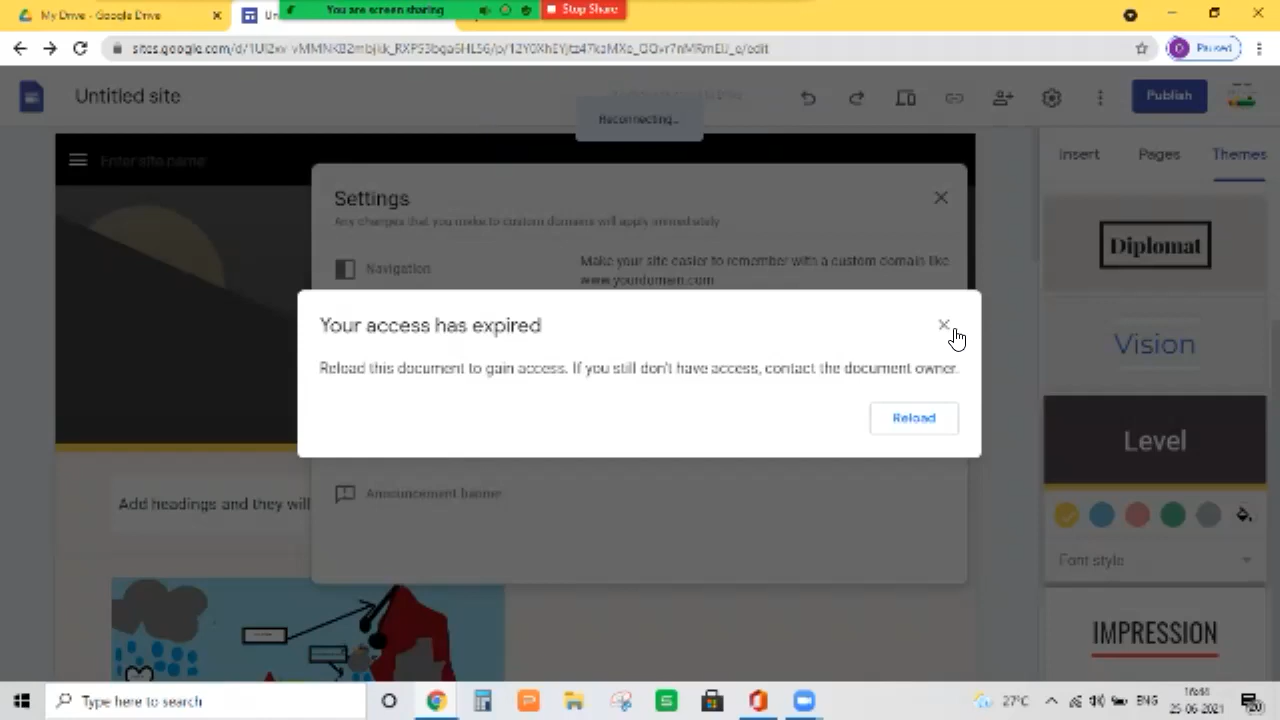 My Drive - Google Drive
You are screen sharing
Stop Share
Paused
Untitled site
Publish
Reconnecting...
Enter site name
Insert
Pages
Themes
Settings
Any changes that you make to custom domains will apply immediately
Navigation
Make your site easier to remember with a custom domain like
www.yourdomain.com
Diplomat
Your access has expired
Vision
Reload this document to gain access. If you still don't have access, contact the document owner.
Reload
Level
Announcement banner
Add headings and they will
Font style
IMPRESSION
Type here to search
27°C
ENG
25-06-2021